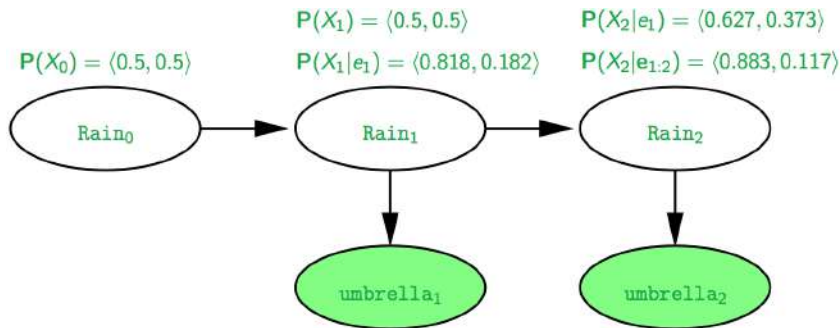 P(X₁) = ⟨0.5, 0.5⟩ P(X₂|e₁) = ⟨0.627, 0.373⟩
P(X₀) = ⟨0.5, 0.5⟩ P(X₁|e₁) = ⟨0.818, 0.182⟩ P(X₂|e₁:₂) = ⟨0.883, 0.117⟩
Rain₀ Rain₁ Rain₂
umbrella₁ umbrella₂